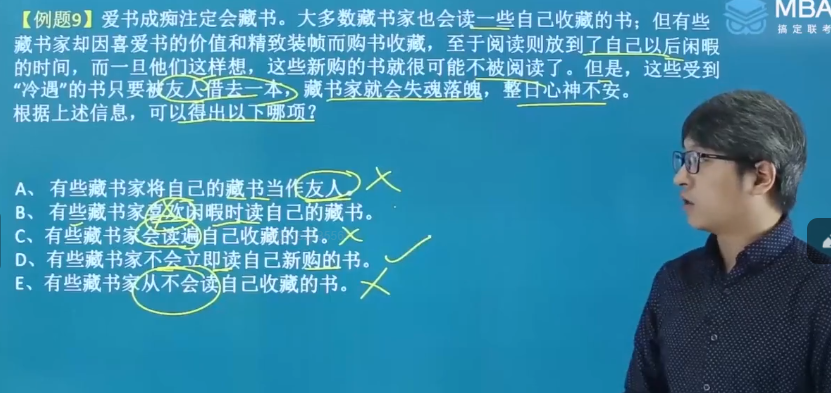 【例题9】爱书成痴注定会藏书。大多数藏书家也会读一些自己收藏的书；但有些
藏书家却因喜爱书的价值和精致装帧而购书收藏，至于阅读则放到了自己以后闲暇
的时间，而一旦他们这样想，这些新购的书就很可能不被阅读了。但是，这些受到
“冷遇”的书只要被友人借去一本，藏书家就会失魂落魄，整日心神不安。
根据上述信息，可以得出以下哪项？
A、有些藏书家将自己的藏书当作友人。
B、有些藏书家喜欢闲暇时读自己的藏书。
C、有些藏书家会读遍自己收藏的书。
D、有些藏书家不会立即读自己新购的书。
E、有些藏书家从不会读自己收藏的书。
MBA
搞定联考